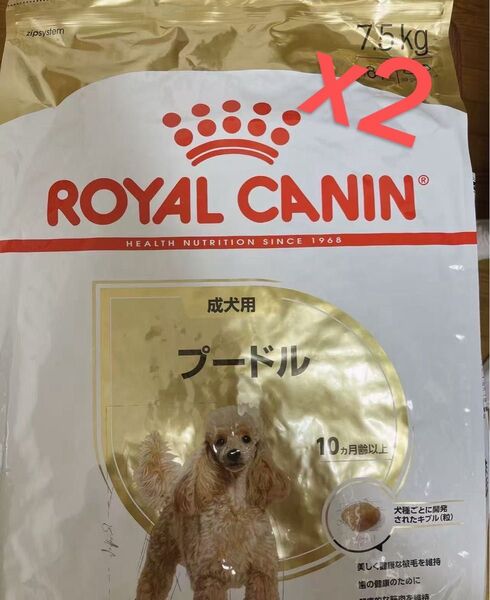 zipsystem
7.5kg
x2
ROYAL CANIN®
HEALTH NUTRITION SINCE 1968
成犬用
プードル
10ヵ月齢以上
犬種ごとに開発
されたキブル(粒)
美しく健康な被毛を維持
歯の健康のために